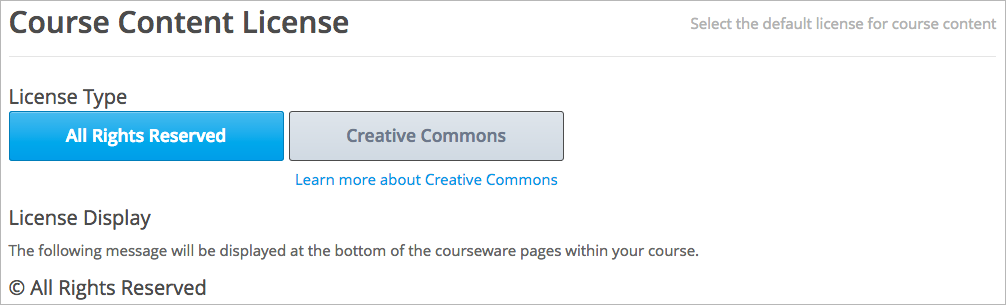 Course Content License
Select the default license for course content
License Type
All Rights Reserved
Creative Commons
Learn more about Creative Commons
License Display
The following message will be displayed at the bottom of the courseware pages within your course.
© All Rights Reserved